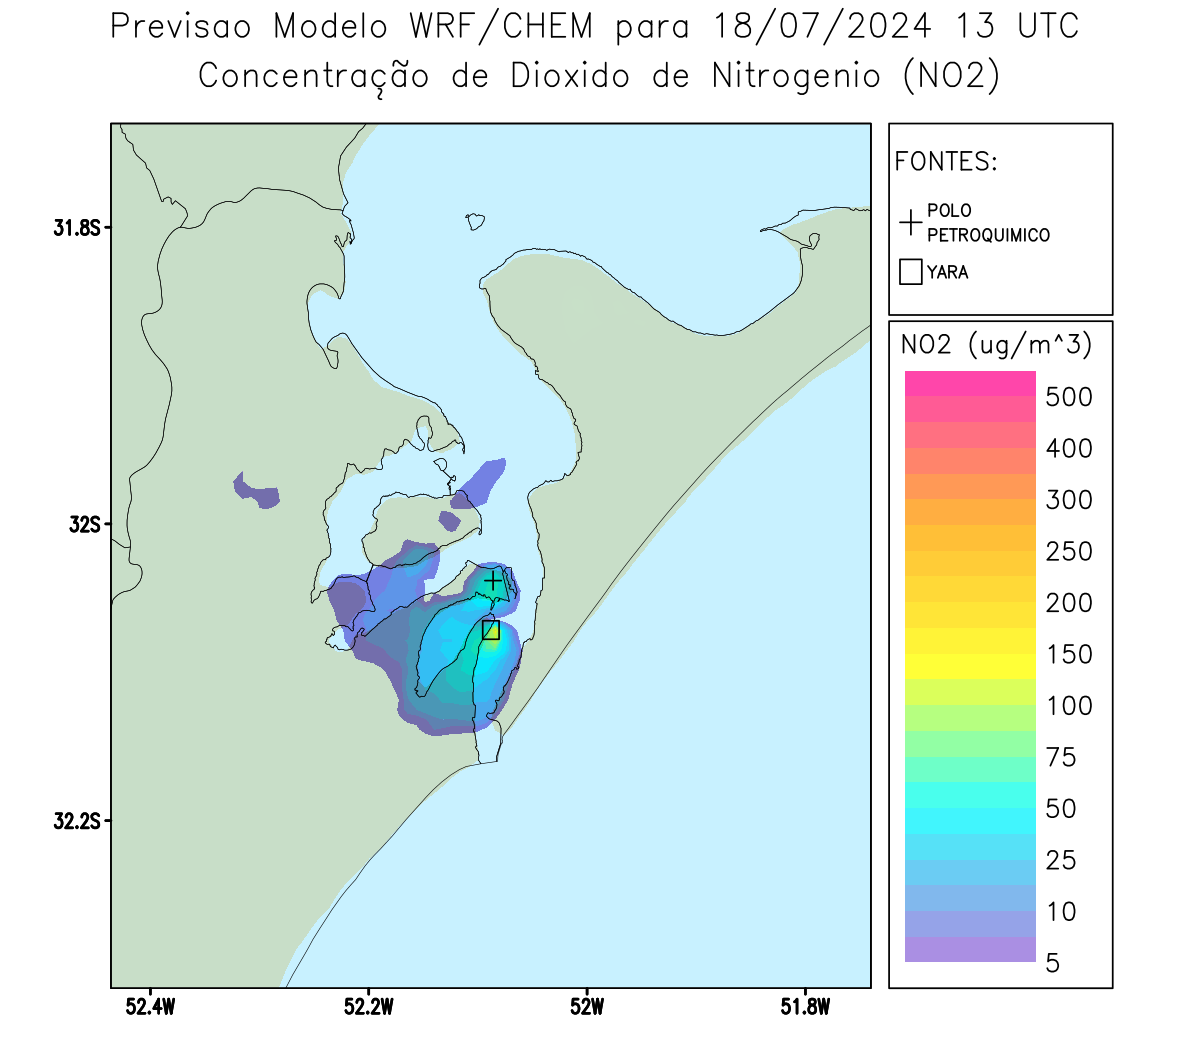 Previsao Modelo WRF/CHEM para 18/07/2024 13 UTC
Concentração de Dioxido de Nitrogenio (NO2)
FONTES:
POLO
PETROQUIMICO
YARA
31.8S
32S
32.2S
52.4W
52.2W
52W
51.8W
NO2 (ug/m^3)
500
400
300
250
200
150
100
75
50
25
10
5